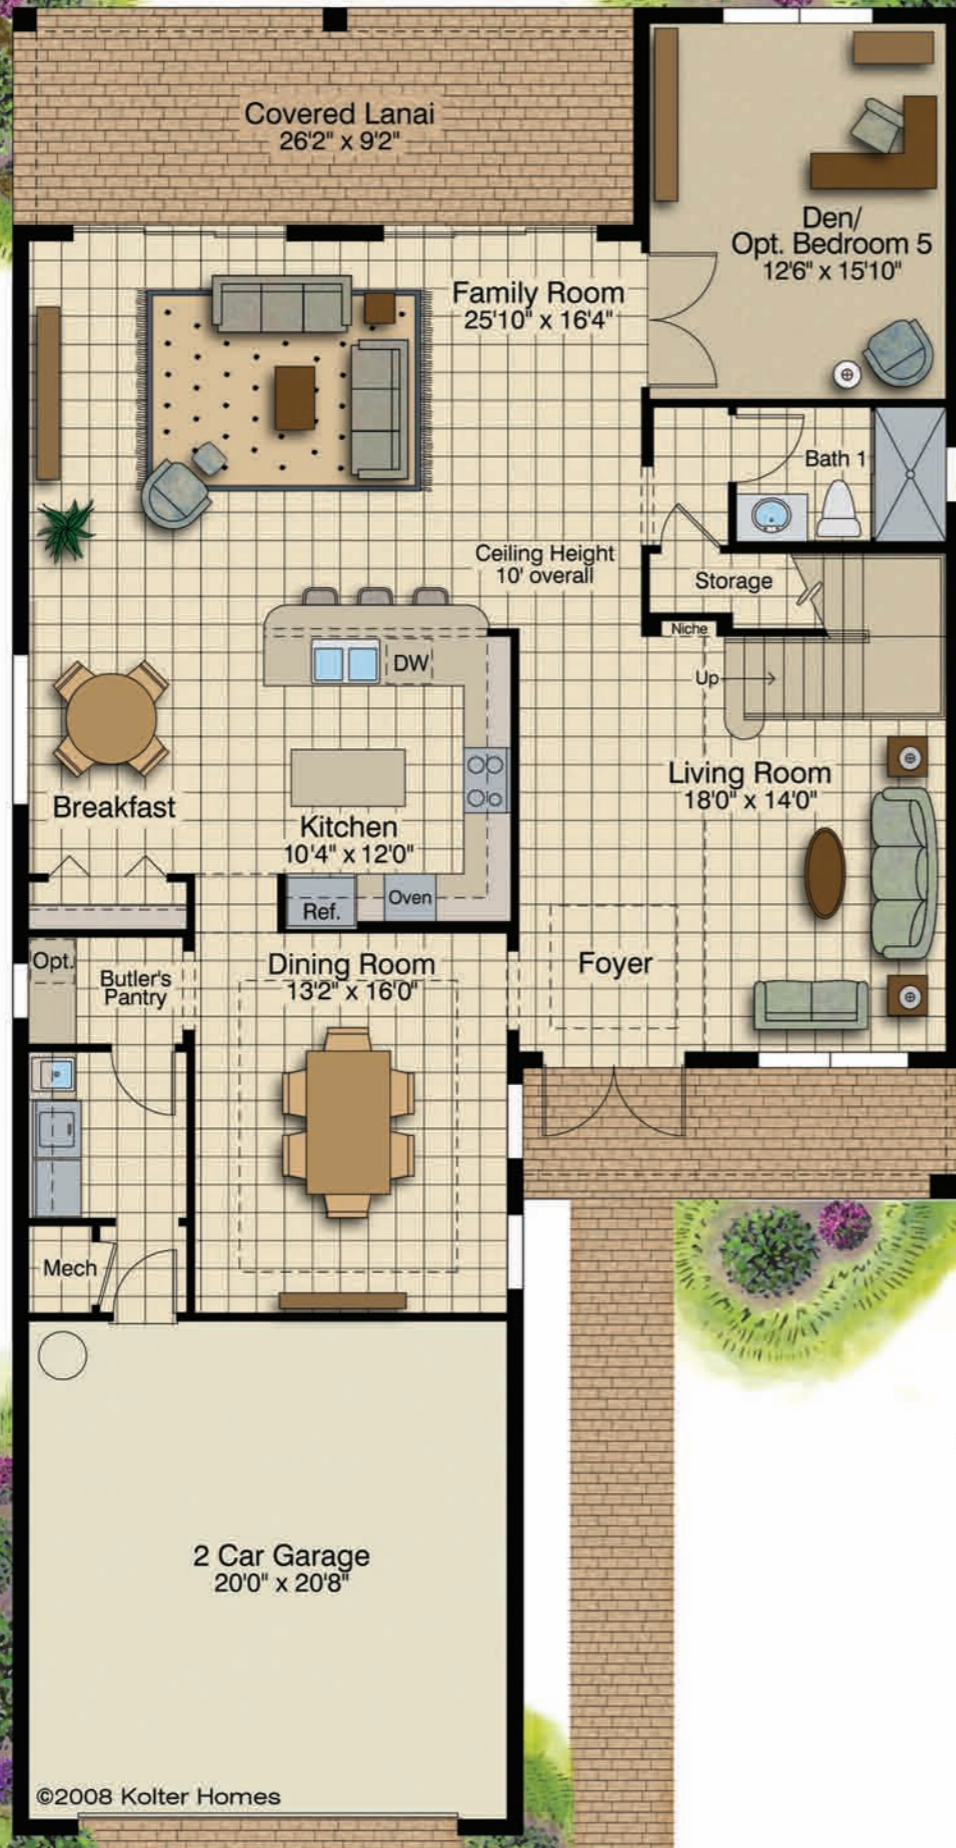 Covered Lanai
26'2" x 9'2"
Den/
Opt. Bedroom 5
12'6" x 15'10"
Family Room
25'10" x 16'4"
Bath 1
Ceiling Height
10' overall
Storage
Niche
DW
Up
Living Room
18'0" x 14'0"
Breakfast
Kitchen
10'4" x 12'0"
Ref.
Oven
Opt.
Butler's
Pantry
Dining Room
13'2" x 16'0"
Foyer
Mech
2 Car Garage
20'0" x 20'8"
©2008 Kolter Homes